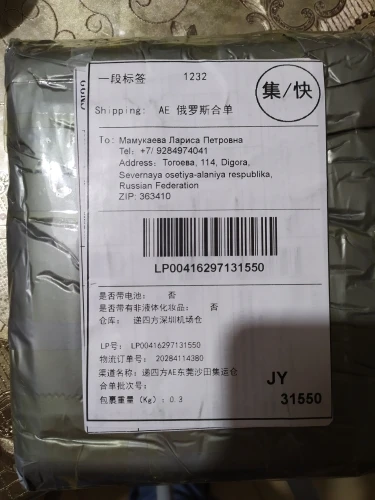 一段标签 1232
集/快
Shipping: AE 俄罗斯合单
To: Мамукаева Лариса Петровна
Tel: +7/ 9284974041
Address: Тогоева, 114, Digora,
Severnaya osetiya-alaniya respublika,
Russian Federation
ZIP: 363410
LP00416297131550
是否带电池: 否
是否带有非液体化妆品: 否
仓库: 递四方深圳机场仓
LP号: LP00416297131550
物流订单号: 20284114380
渠道名称: 递四方AE东莞沙田集运仓
合单批次号:
包裹重量 (Kg): 0.3
JY
31550